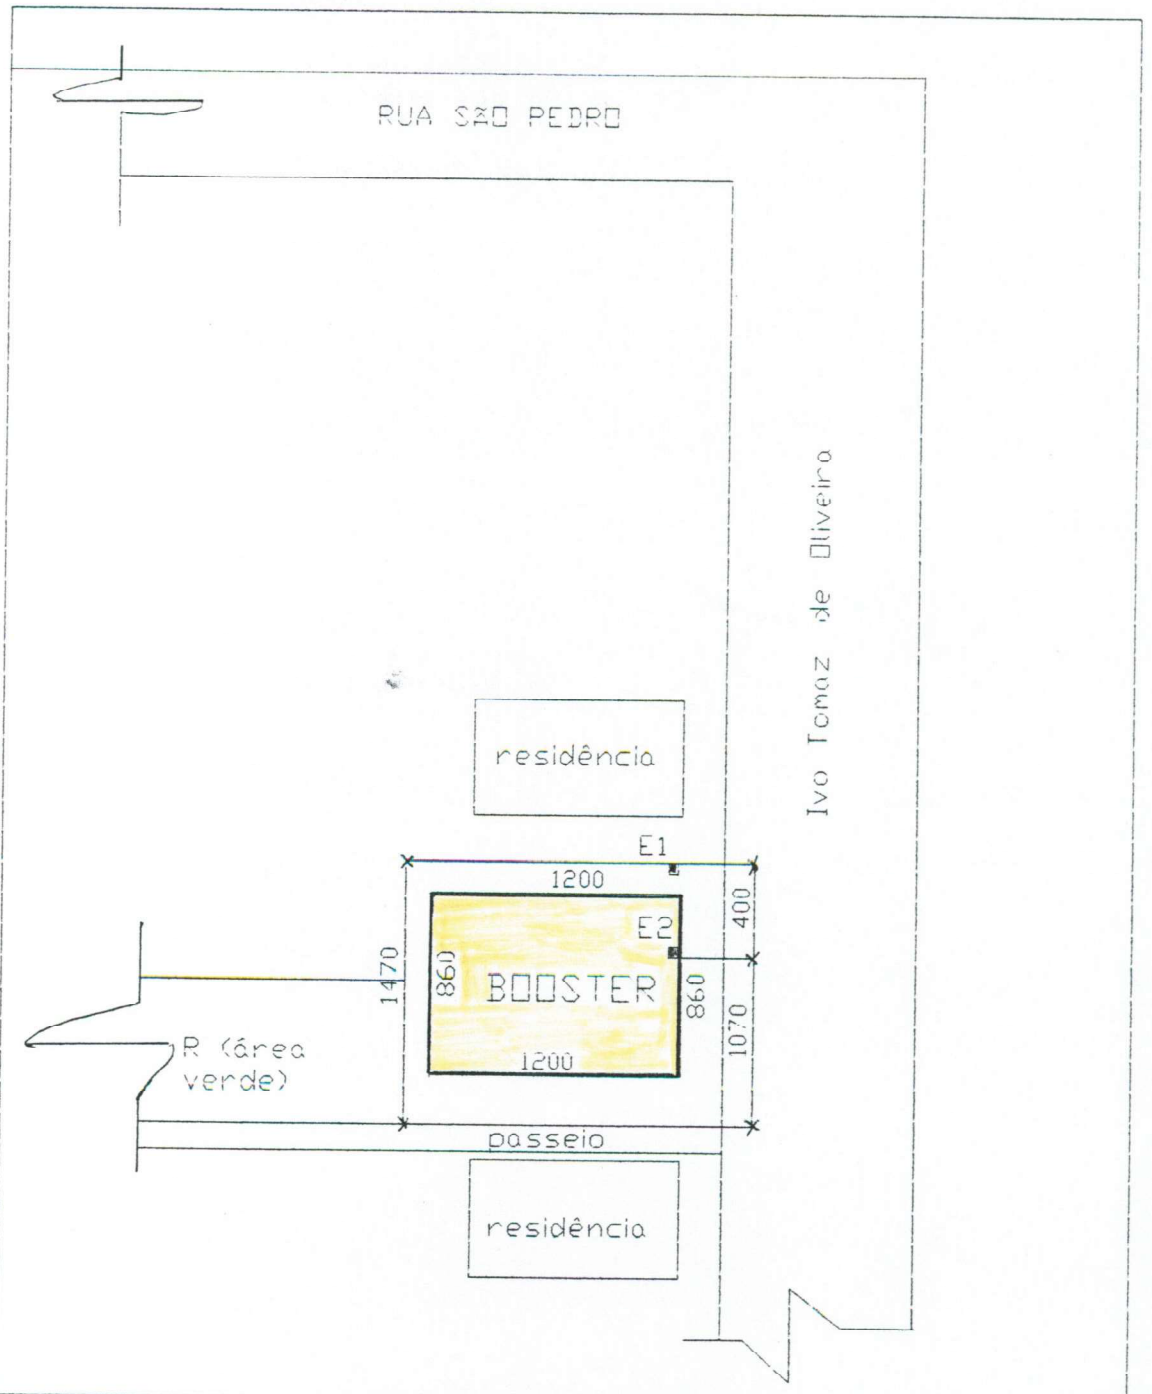 RUA SÃO PEDRO
Ivo Tomaz de Oliveira
residência
E1
1200
400
E2
1470
860
BOOSTER
860
1070
R (área
verde)
1200
passeio
residência